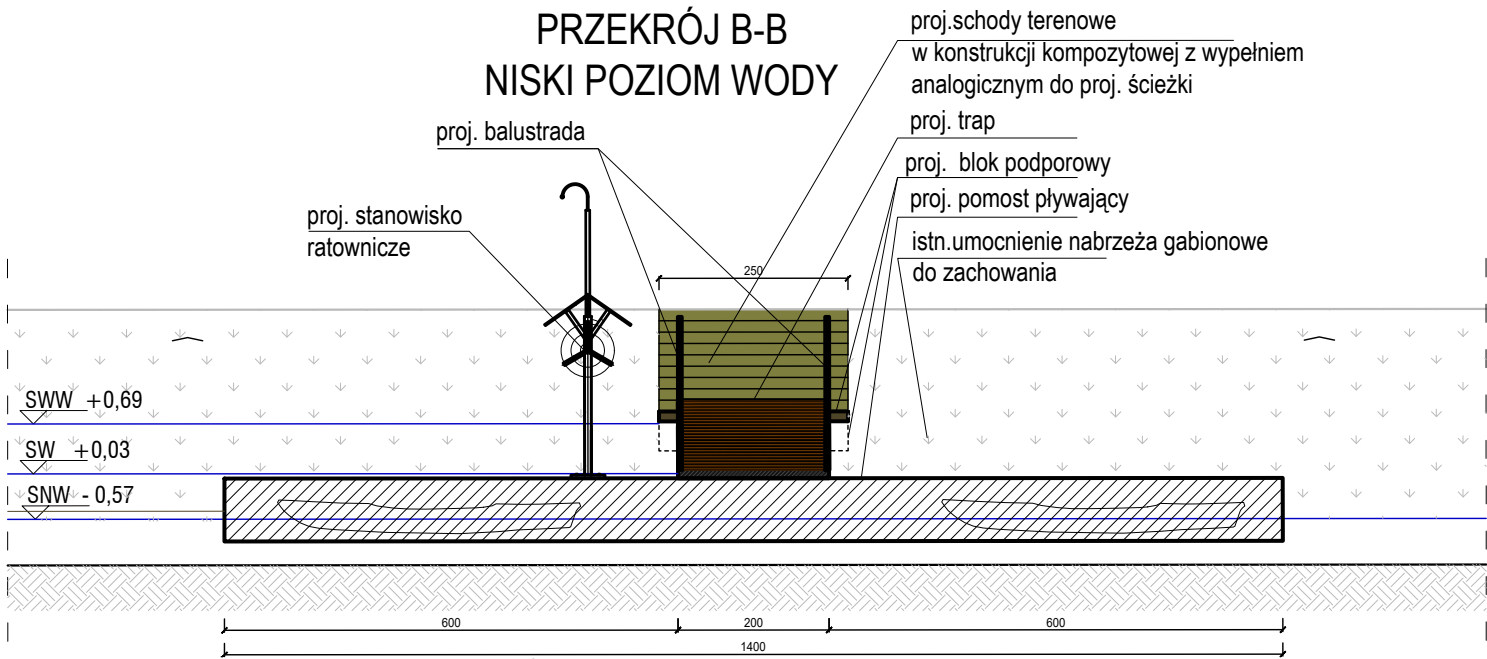 PRZEKRÓJ B-B
NISKI POZIOM WODY
proj.schody terenowe
w konstrukcji kompozytowej z wypełniem
analogicznym do proj. ścieżki
proj. balustrada
proj. trap
proj. blok podporowy
proj. pomost pływający
proj. stanowisko
ratownicze
istn.umocnienie nabrzeża gabionowe
do zachowania
250
SWW +0,69
SW +0,03
SNW - 0,57
600
200
600
1400